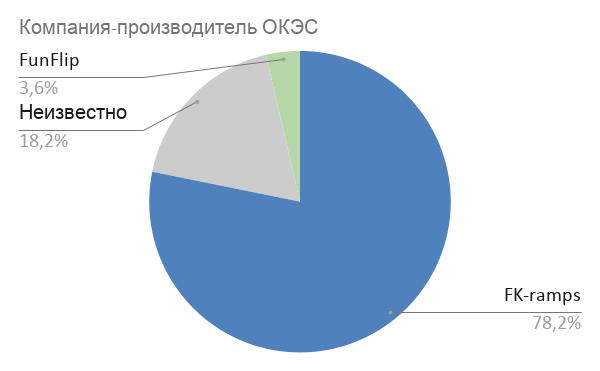 Компания-производитель ОКЭС
FunFlip
3,6%
Неизвестно
18,2%
FK-ramps
78,2%